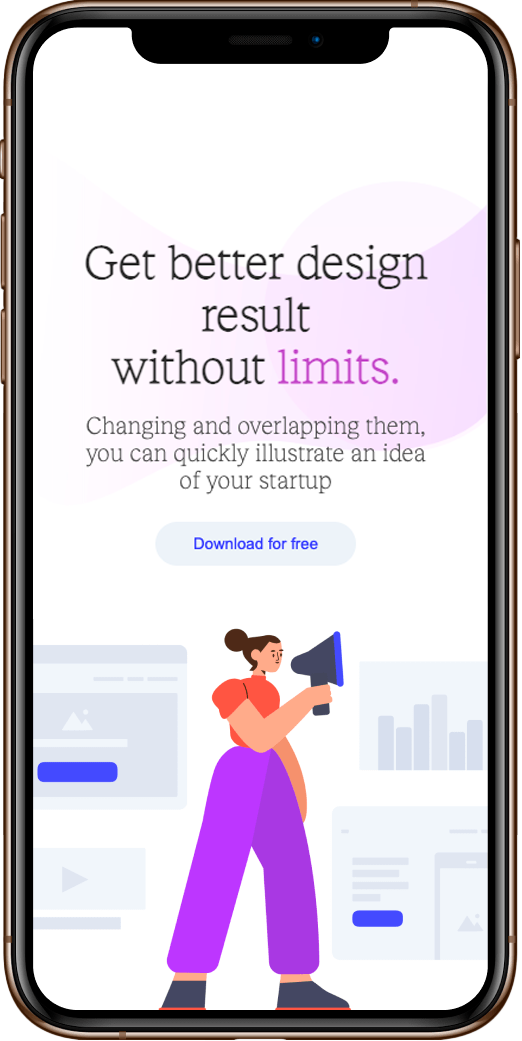 Get better design
result
without limits.
Changing and overlapping them,
you can quickly illustrate an idea
of your startup
Download for free